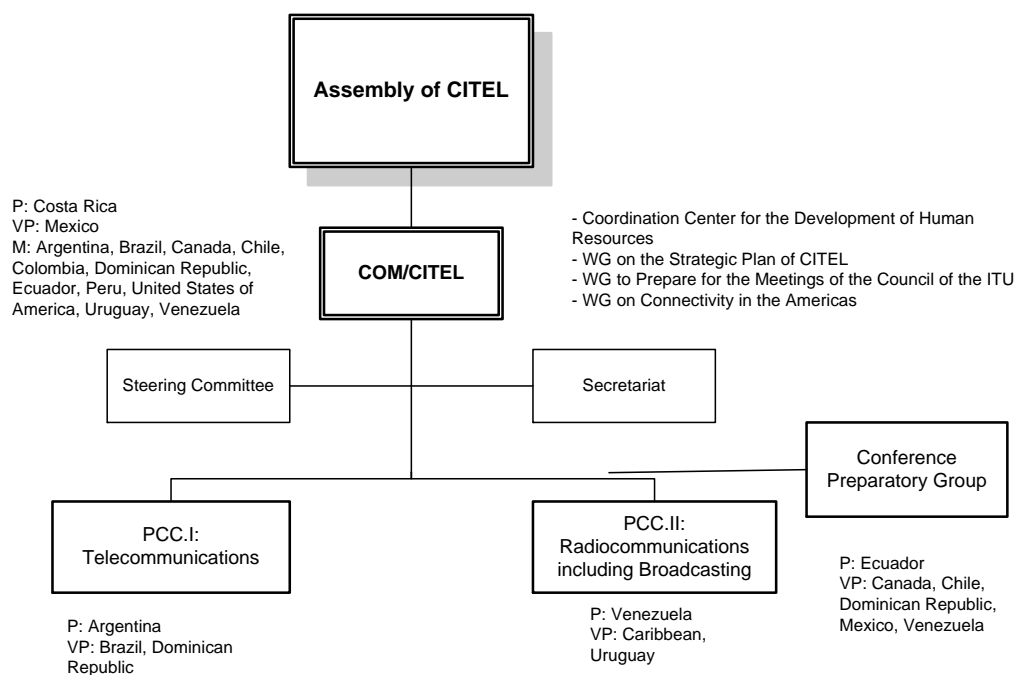 Assembly of CITEL
P: Costa Rica
VP: Mexico
M: Argentina, Brazil, Canada, Chile,
Colombia, Dominican Republic,
Ecuador, Peru, United States of
America, Uruguay, Venezuela
COM/CITEL
- Coordination Center for the Development of Human
Resources
- WG on the Strategic Plan of CITEL
- WG to Prepare for the Meetings of the Council of the ITU
- WG on Connectivity in the Americas
Steering Committee
Secretariat
Conference
Preparatory Group
PCC.I:
Telecommunications
PCC.II:
Radiocommunications
including Broadcasting
P: Ecuador
VP: Canada, Chile,
Dominican Republic,
Mexico, Venezuela
P: Argentina
VP: Brazil, Dominican
Republic
P: Venezuela
VP: Caribbean,
Uruguay